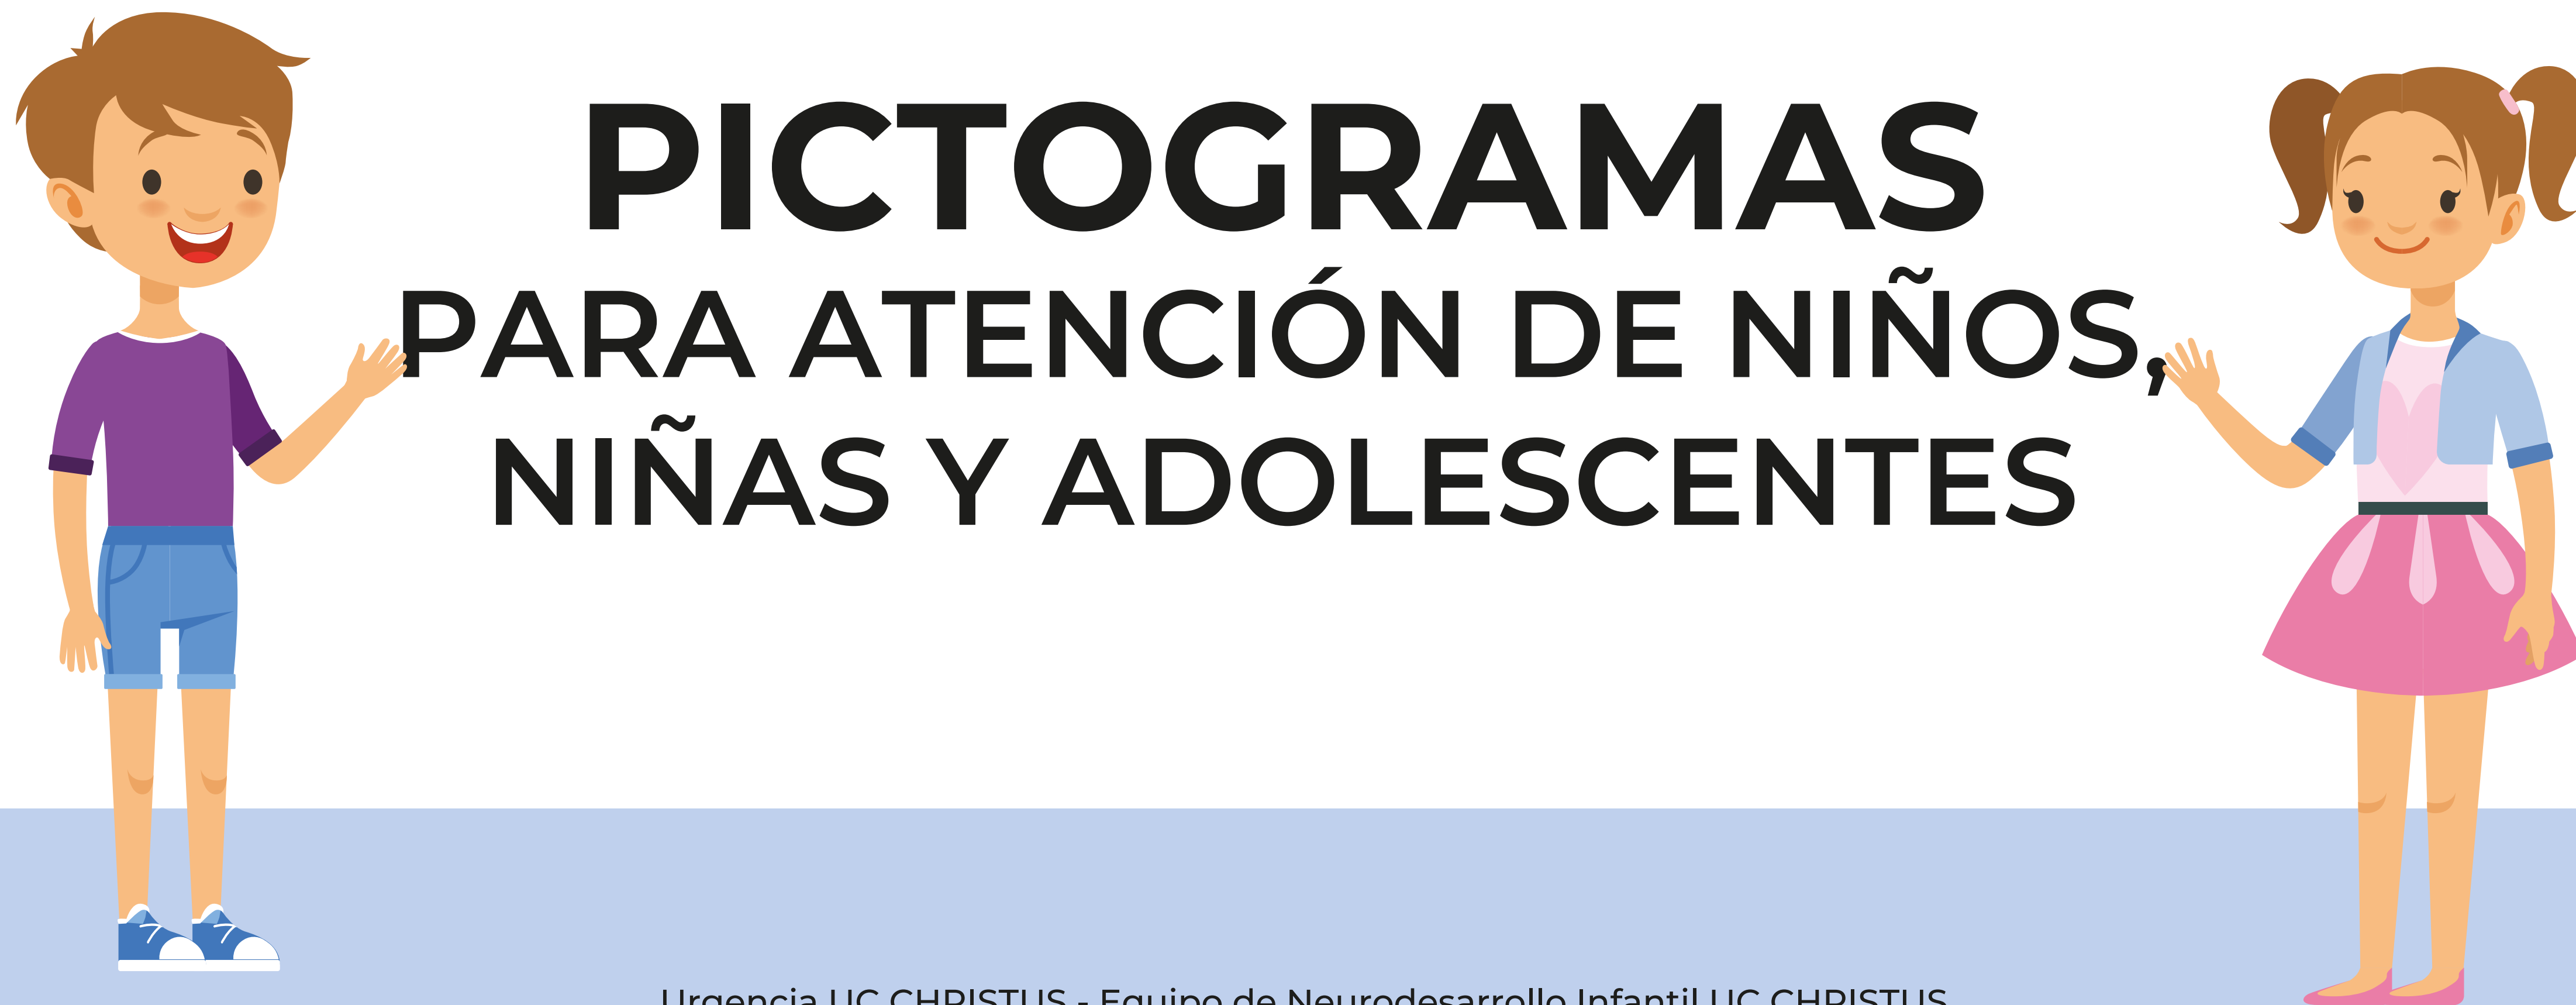 PICTOGRAMAS
PARA ATENCIÓN DE NIÑOS,
NIÑAS Y ADOLESCENTES
Urgencia UC CHRISTUS - Equipo de Neurodesarrollo Infantil UC CHRISTUS